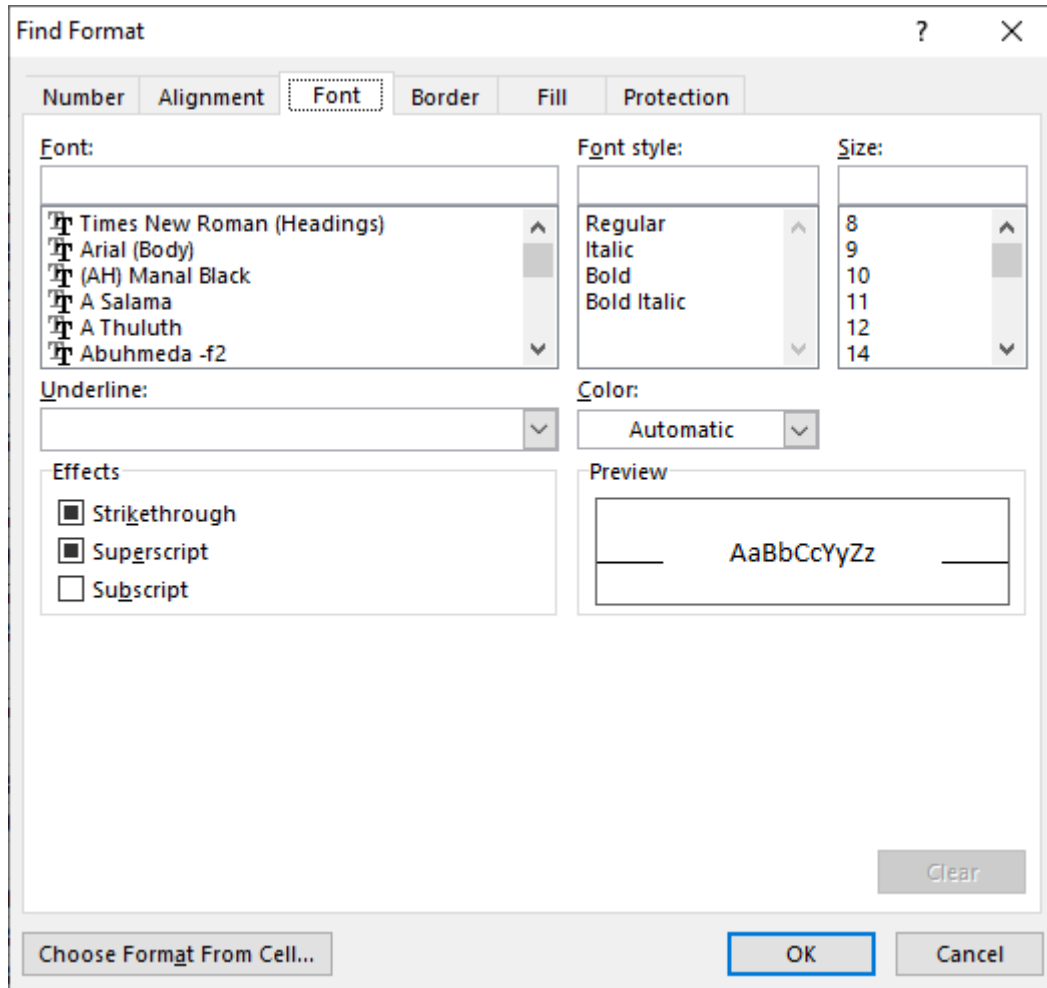 Find Format
?
Number Alignment Font Border Fill Protection
Font: Font style: Size:
Times New Roman (Headings) Regular 8
Arial (Body) Italic 9
(AH) Manal Black Bold 10
A Salama Bold Italic 11
A Thuluth 12
Abuhmeda -f2 14
Underline: Color:
Automatic
Effects Preview
Strikethrough
Superscript AaBbCcYyZz
Subscript
Clear
Choose Format From Cell... OK Cancel